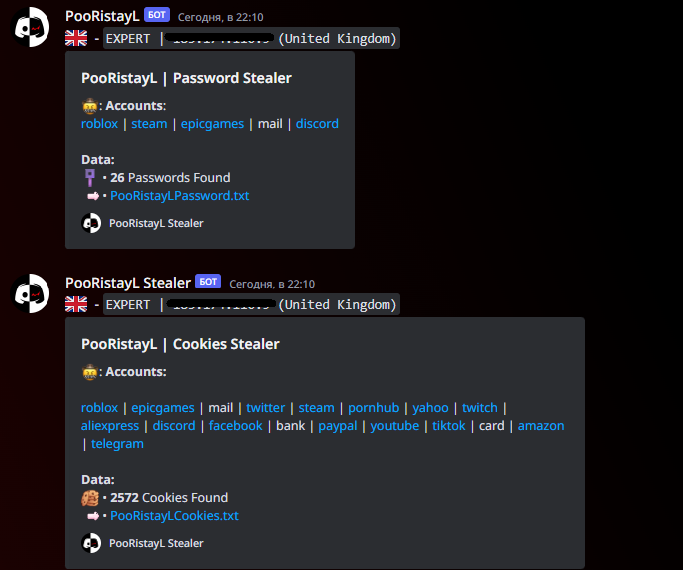 PooRistayL БОТ Сегодня, в 22:10
- EXPERT | (United Kingdom)
PooRistayL | Password Stealer
: Accounts:
roblox | steam | epicgames | mail | discord
Data:
• 26 Passwords Found
• PooRistayLPassword.txt
PooRistayL Stealer
PooRistayL Stealer БОТ Сегодня, в 22:10
- EXPERT | (United Kingdom)
PooRistayL | Cookies Stealer
: Accounts:
roblox | epicgames | mail | twitter | steam | pornhub | yahoo | twitch |
aliexpress | discord | facebook | bank | paypal | youtube | tiktok | card | amazon
| telegram
Data:
• 2572 Cookies Found
• PooRistayLCookies.txt
PooRistayL Stealer